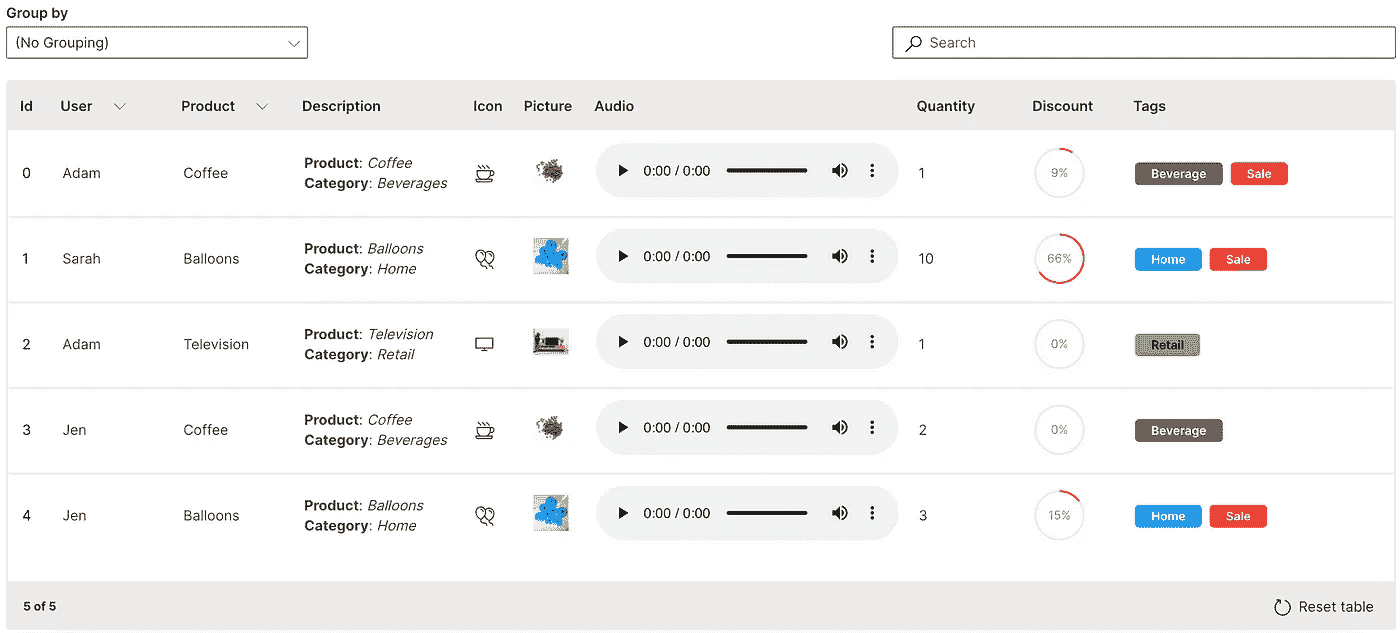 Group by
(No Grouping)
Search
Id User Product Description Icon Picture Audio Quantity Discount Tags
0 Adam Coffee Product: Coffee Category: Beverages 0:00 / 0:00 1 9% Beverage Sale
1 Sarah Balloons Product: Balloons Category: Home 0:00 / 0:00 10 66% Home Sale
2 Adam Television Product: Television Category: Retail 0:00 / 0:00 1 0% Retail
3 Jen Coffee Product: Coffee Category: Beverages 0:00 / 0:00 2 0% Beverage
4 Jen Balloons Product: Balloons Category: Home 0:00 / 0:00 3 15% Home Sale
5 of 5 Reset table